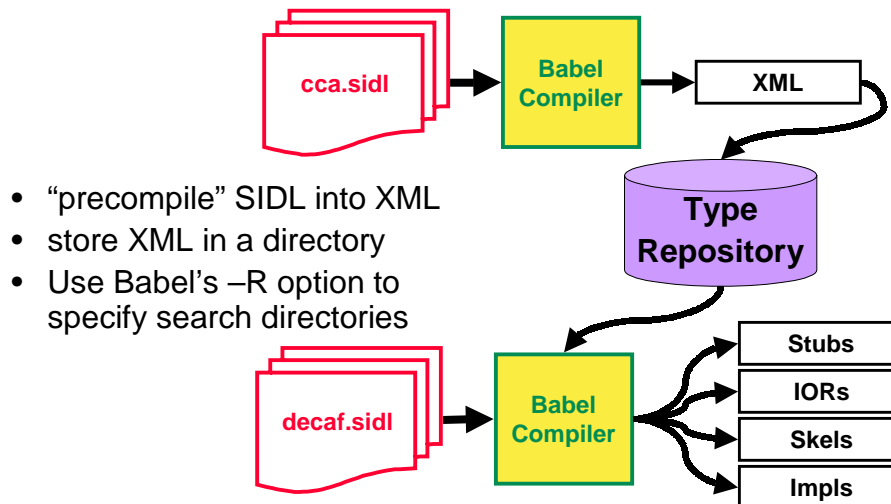 cca.sidl
Babel
Compiler
XML
Type
Repository
• “precompile” SIDL into XML
• store XML in a directory
• Use Babel’s –R option to
specify search directories
decaf.sidl
Babel
Compiler
Stubs
IORs
Skels
Impls